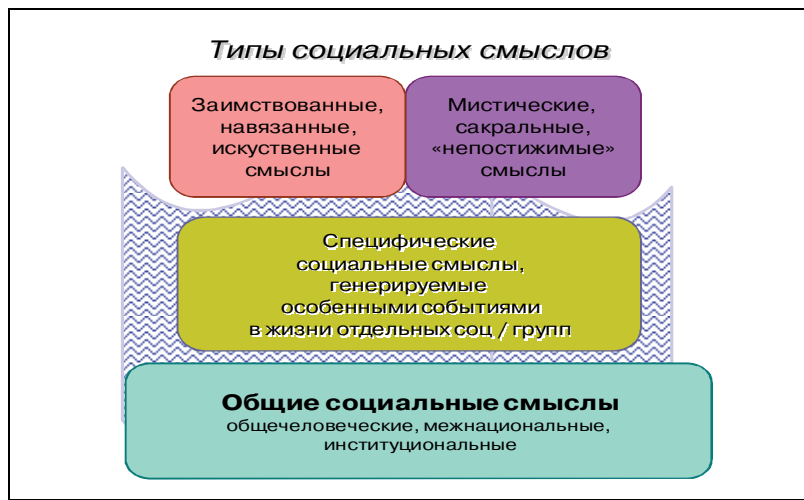 Типы социальных смыслов
Заимствованные,
навязанные,
искуственные
смыслы
Мистические,
сакральные,
«непостижимые»
смыслы
Специфические
социальные смыслы,
генерируемые
особенными событиями
в жизни отдельных соц / групп
Общие социальные смыслы
общечеловеческие, межнациональные,
институциональные